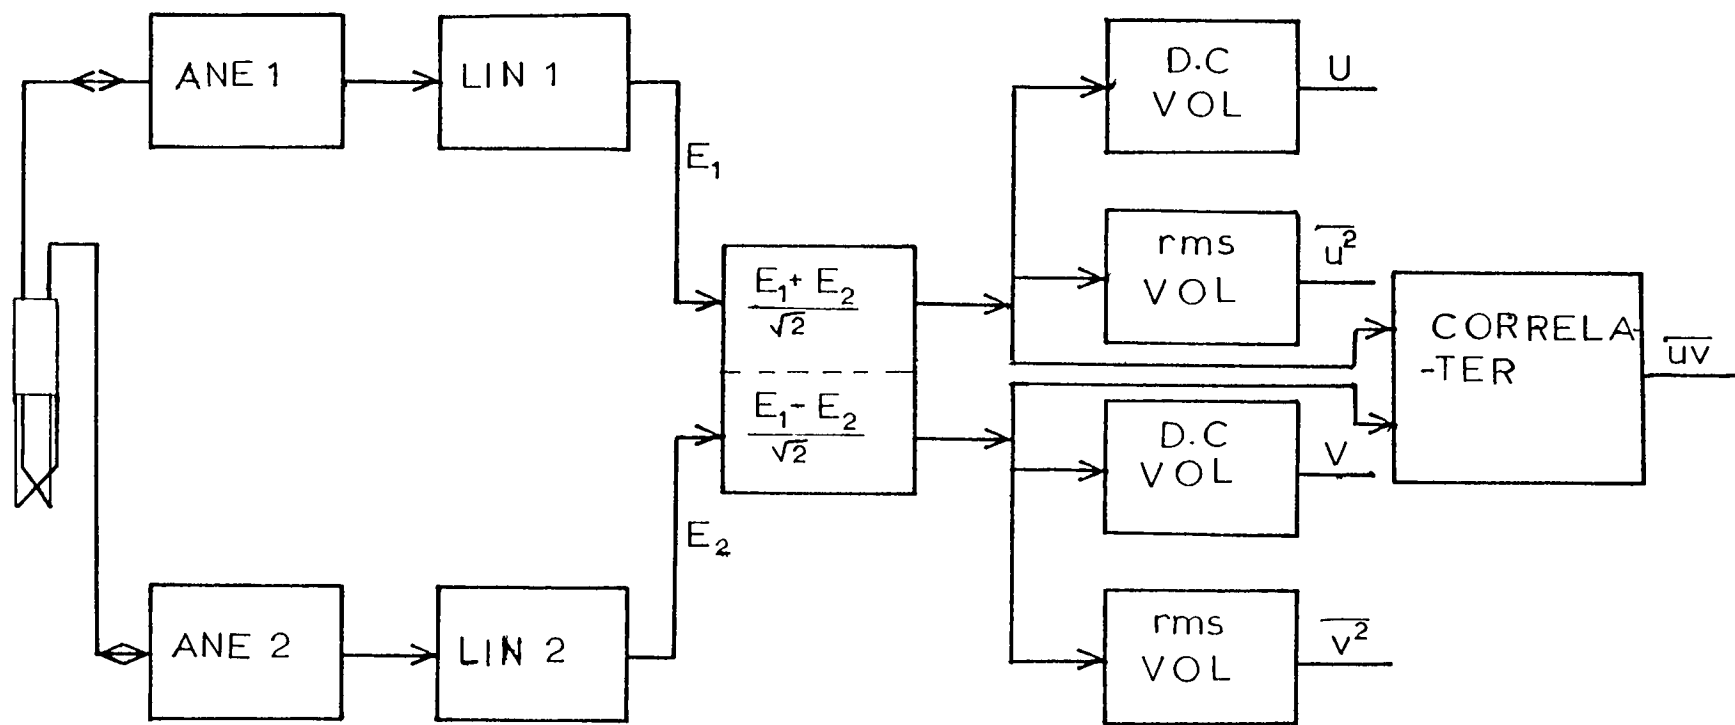 ANE 1
LIN 1
E₁
D.C
VOL
U
rms
VOL
u²
E₁ + E₂
√2
E₁ - E₂
√2
CORRELA-
-TER
uv
D.C
VOL
V
E₂
ANE 2
LIN 2
rms
VOL
v²